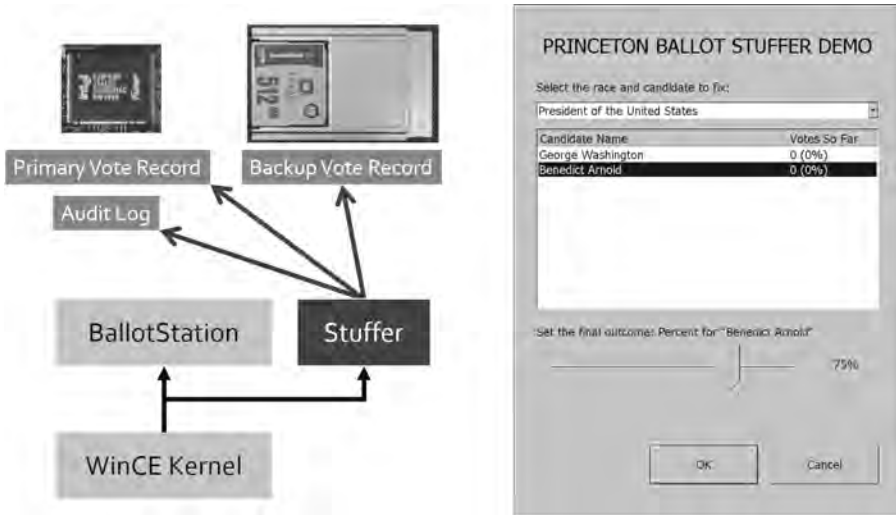 512
Primary Vote Record
Backup Vote Record
Audit Log
BallotStation
Stuffer
WinCE Kernel
PRINCETON BALLOT STUFFER DEMO
Select the race and candidate to fix:
President of the United States
Candidate Name Votes So Far
George Washington 0 (0%)
Benedict Arnold 0 (0%)
Set the final outcome: Percent for "Benedict Arnold"
75%
OK Cancel